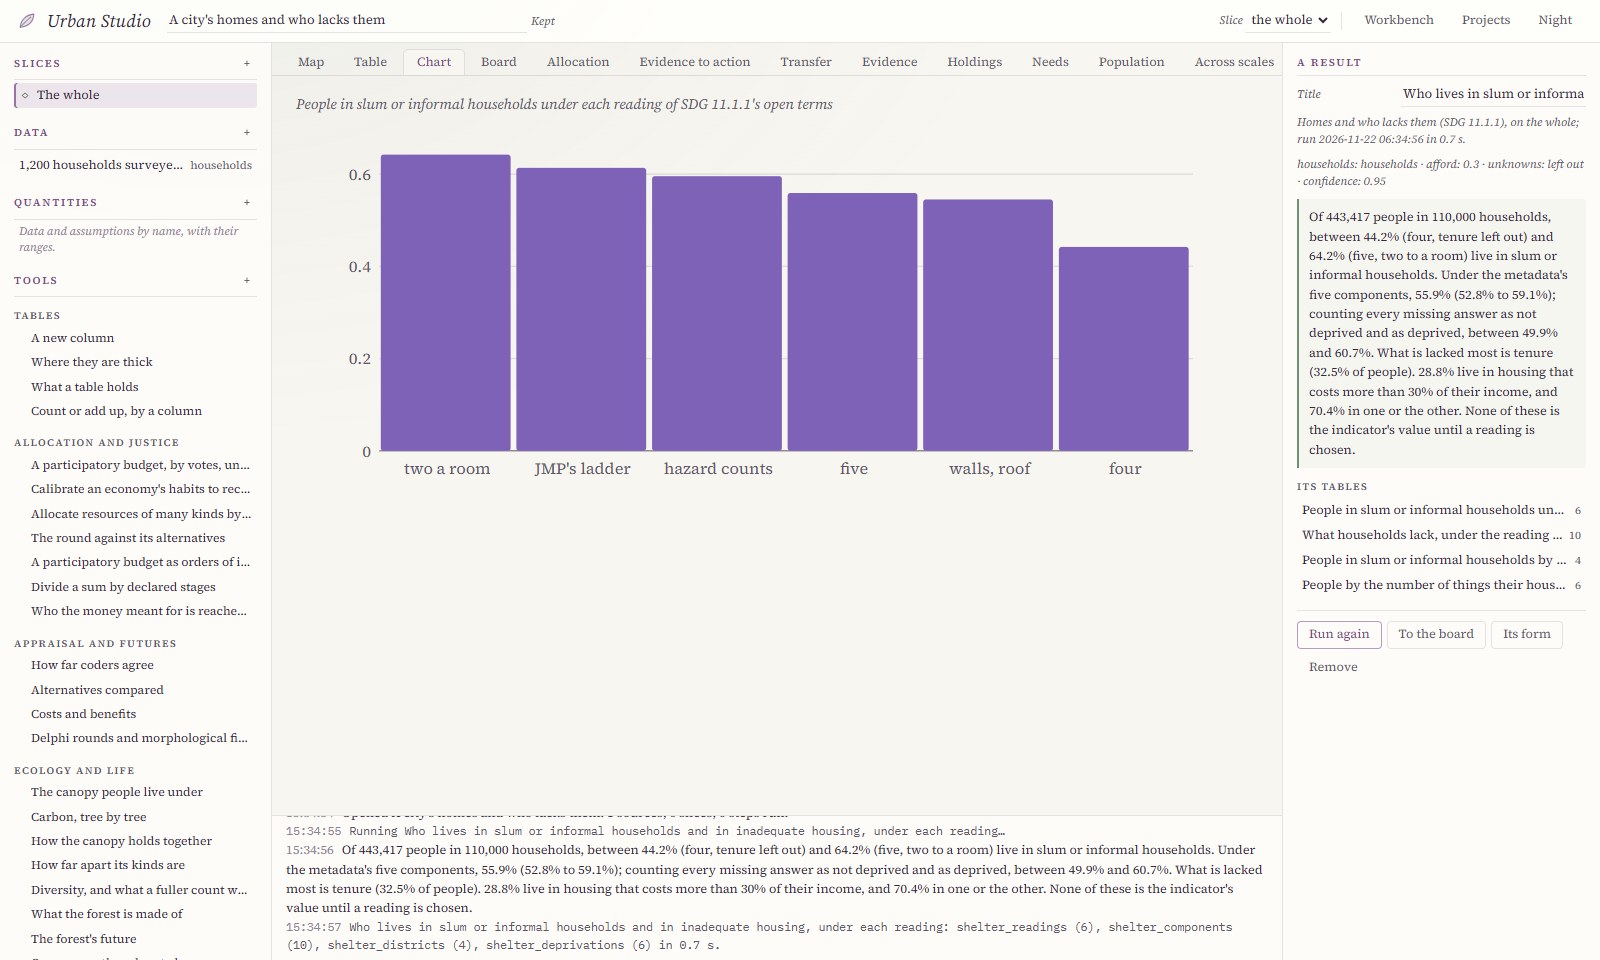 Urban Studio
A city's homes and who lacks them
Kept
Slice the whole
Workbench
Projects
Night
SLICES +
The whole
DATA +
1,200 households surveye... households
QUANTITIES +
Data and assumptions by name, with their
ranges.
TOOLS +
TABLES
A new column
Where they are thick
What a table holds
Count or add up, by a column
ALLOCATION AND JUSTICE
A participatory budget, by votes, un...
Calibrate an economy's habits to rec...
Allocate resources of many kinds by...
The round against its alternatives
A participatory budget as orders of i...
Divide a sum by declared stages
Who the money meant for is reache...
APPRAISAL AND FUTURES
How far coders agree
Alternatives compared
Costs and benefits
Delphi rounds and morphological fi...
ECOLOGY AND LIFE
The canopy people live under
Carbon, tree by tree
How the canopy holds together
How far apart its kinds are
Diversity, and what a fuller count w...
What the forest is made of
The forest's future
Map
Table
Chart
Board
Allocation
Evidence to action
Transfer
Evidence
Holdings
Needs
Population
Across scales
People in slum or informal households under each reading of SDG 11.1.1's open terms
0.6
0.4
0.2
0
two a room
JMP's ladder
hazard counts
five
walls, roof
four
15:34:55 Running Who lives in slum or informal households and in inadequate housing, under each reading…
15:34:56 Of 443,417 people in 110,000 households, between 44.2% (four, tenure left out) and 64.2% (five, two to a room) live in slum or informal households. Under
the metadata's five components, 55.9% (52.8% to 59.1%); counting every missing answer as not deprived and as deprived, between 49.9% and 60.7%. What is lacked
most is tenure (32.5% of people). 28.8% live in housing that costs more than 30% of their income, and 70.4% in one or the other. None of these is the indicator's
value until a reading is chosen.
15:34:57 Who lives in slum or informal households and in inadequate housing, under each reading: shelter_readings (6), shelter_components
(10), shelter_districts (4), shelter_deprivations (6) in 0.7 s.
A RESULT
Title Who lives in slum or informa
Homes and who lacks them (SDG 11.1.1), on the whole;
run 2026-11-22 06:34:56 in 0.7 s.
households: households · afford: 0.3 · unknowns: left out
· confidence: 0.95
Of 443,417 people in 110,000 households,
between 44.2% (four, tenure left out) and
64.2% (five, two to a room) live in slum or
informal households. Under the metadata's
five components, 55.9% (52.8% to 59.1%);
counting every missing answer as not
deprived and as deprived, between 49.9%
and 60.7%. What is lacked most is tenure
(32.5% of people). 28.8% live in housing that
costs more than 30% of their income, and
70.4% in one or the other. None of these is
the indicator's value until a reading is
chosen.
ITS TABLES
People in slum or informal households un... 6
What households lack, under the reading ... 10
People in slum or informal households by ... 4
People by the number of things their hous... 6
Run again
To the board
Its form
Remove